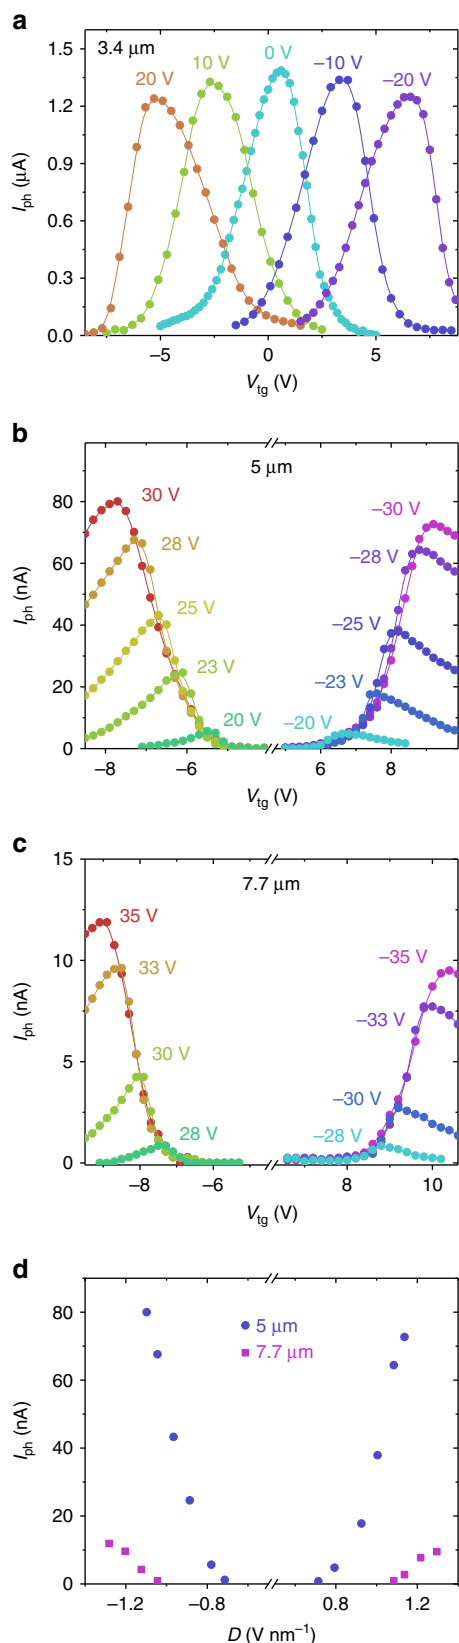 a
3.4 μm
20 V
10 V
0 V
−10 V
−20 V
1.5
1.2
0.9
0.6
0.3
0.0
I_ph (μA)
−5
0
5
V_tg (V)
b
5 μm
30 V
28 V
25 V
23 V
20 V
−30 V
−28 V
−25 V
−23 V
−20 V
80
60
40
20
0
I_ph (nA)
−8
−6
6
8
V_tg (V)
c
7.7 μm
35 V
33 V
30 V
28 V
−35 V
−33 V
−30 V
−28 V
15
10
5
0
I_ph (nA)
−8
−6
8
10
V_tg (V)
d
5 μm
7.7 μm
80
60
40
20
0
I_ph (nA)
−1.2
−0.8
0.8
1.2
D (V nm⁻¹)